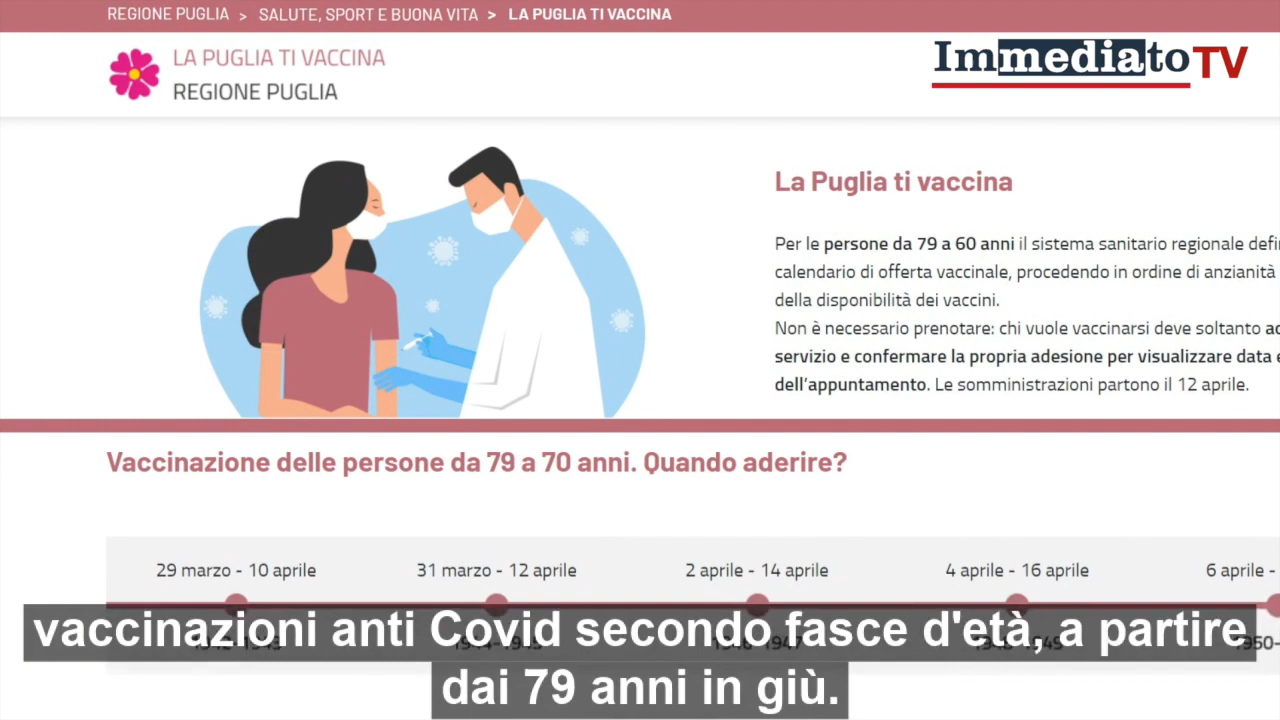 REGIONE PUGLIA > SALUTE, SPORT E BUONA VITA > LA PUGLIA TI VACCINA
LA PUGLIA TI VACCINA
REGIONE PUGLIA
ImmediatoTV
La Puglia ti vaccina
Per le persone da 79 a 60 anni il sistema sanitario regionale defi
calendario di offerta vaccinale, procedendo in ordine di anzianità
della disponibilità dei vaccini.
Non è necessario prenotare: chi vuole vaccinarsi deve soltanto a
servizio e confermare la propria adesione per visualizzare data e
dell'appuntamento. Le somministrazioni partono il 12 aprile.
Vaccinazione delle persone da 79 a 70 anni. Quando aderire?
29 marzo - 10 aprile
31 marzo - 12 aprile
2 aprile - 14 aprile
4 aprile - 16 aprile
6 aprile -
vaccinazioni anti Covid secondo fasce d'età, a partire
dai 79 anni in giù.